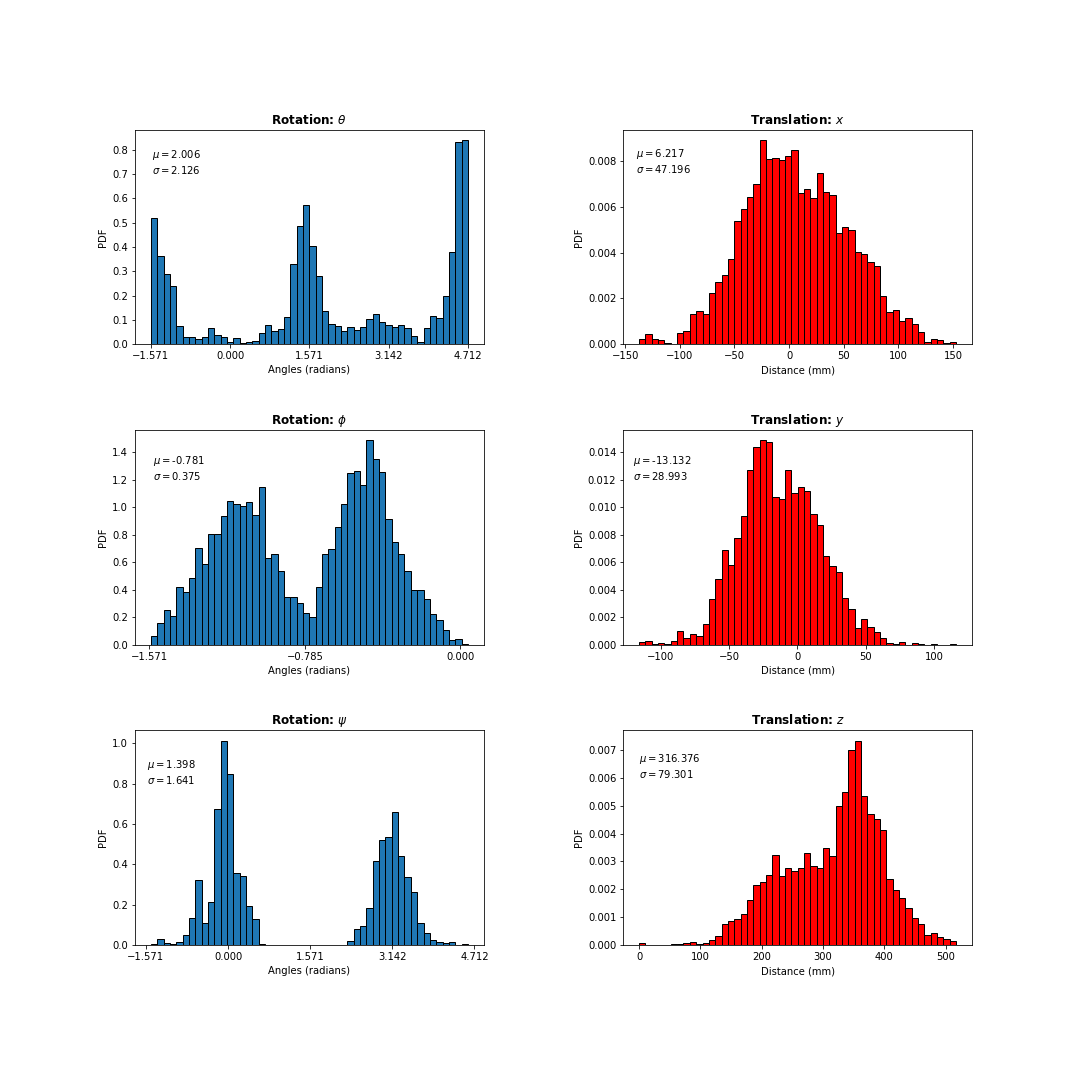 Rotation: θ
μ = 2.006
σ = 2.126
PDF
0.8
0.7
0.6
0.5
0.4
0.3
0.2
0.1
0.0
−1.571 0.000 1.571 3.142 4.712
Angles (radians)
Translation: x
μ = 6.217
σ = 47.196
PDF
0.008
0.006
0.004
0.002
0.000
−150 −100 −50 0 50 100 150
Distance (mm)
Rotation: ϕ
μ = -0.781
σ = 0.375
PDF
1.4
1.2
1.0
0.8
0.6
0.4
0.2
0.0
−1.571 −0.785 0.000
Angles (radians)
Translation: y
μ = -13.132
σ = 28.993
PDF
0.014
0.012
0.010
0.008
0.006
0.004
0.002
0.000
−100 −50 0 50 100
Distance (mm)
Rotation: ψ
μ = 1.398
σ = 1.641
PDF
1.0
0.8
0.6
0.4
0.2
0.0
−1.571 0.000 1.571 3.142 4.712
Angles (radians)
Translation: z
μ = 316.376
σ = 79.301
PDF
0.007
0.006
0.005
0.004
0.003
0.002
0.001
0.000
0 100 200 300 400 500
Distance (mm)